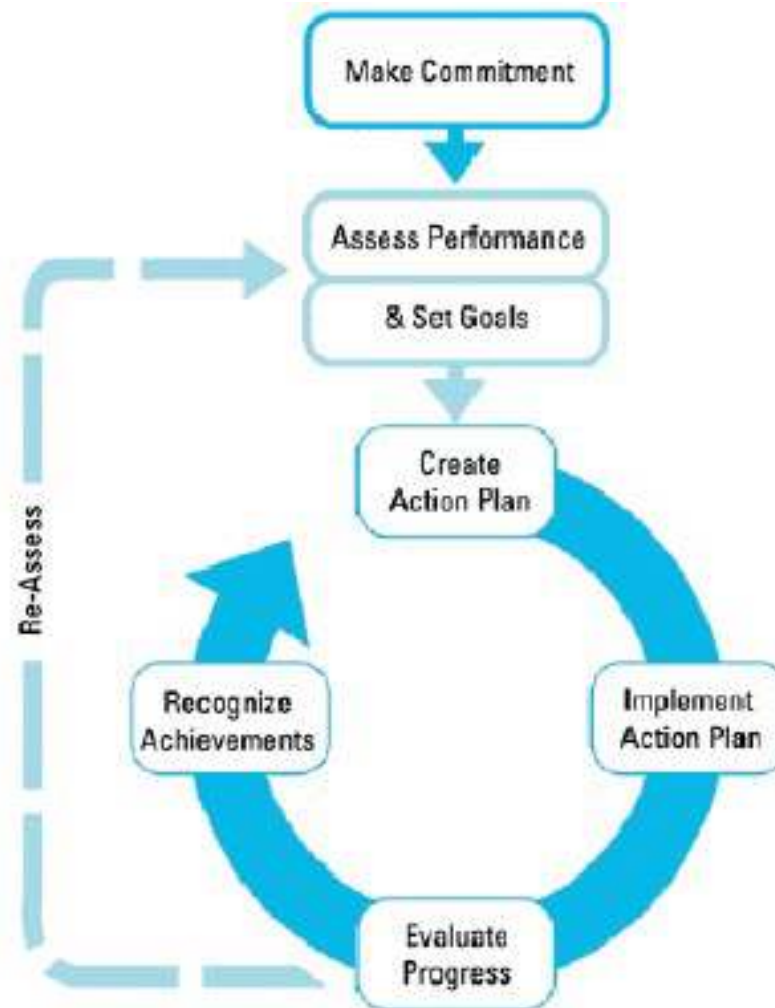 Make Commitment
Assess Performance
& Set Goals
Create
Action Plan
Implement
Action Plan
Evaluate
Progress
Recognize
Achievements
Re-Assess